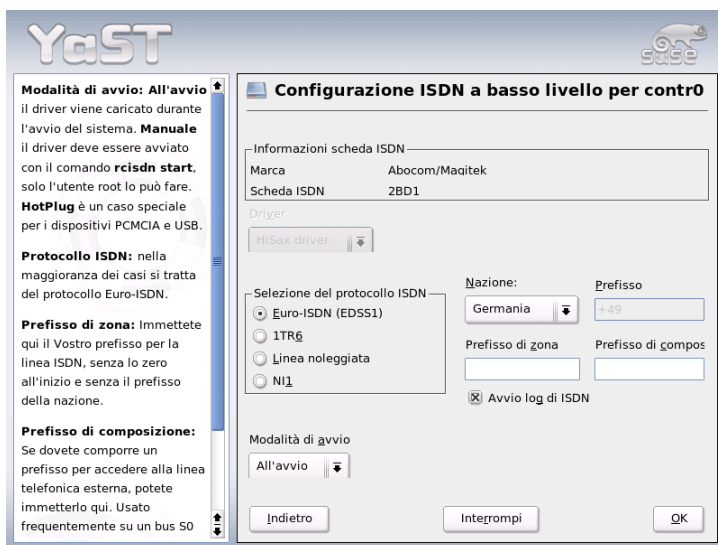 YaST
SUSE
Modalità di avvio: All'avvio
il driver viene caricato durante
l'avvio del sistema. Manuale
il driver deve essere avviato
con il comando rcisdn start,
solo l'utente root lo può fare.
HotPlug è un caso speciale
per i dispositivi PCMCIA e USB.
Protocollo ISDN: nella
maggioranza dei casi si tratta
del protocollo Euro-ISDN.
Prefisso di zona: Immettete
qui il Vostro prefisso per la
linea ISDN, senza lo zero
all'inizio e senza il prefisso
della nazione.
Prefisso di composizione:
Se dovete comporre un
prefisso per accedere alla linea
telefonica esterna, potete
immetterlo qui. Usato
frequentemente su un bus S0
Configurazione ISDN a basso livello per contr0
Informazioni scheda ISDN
Marca Abocom/Magitek
Scheda ISDN 2BD1
Driver
HiSax driver
Selezione del protocollo ISDN
Euro-ISDN (EDSS1)
1TR6
Linea noleggiata
NI1
Nazione:
Germania
Prefisso
+49
Prefisso di zona
Prefisso di compos
Avvio log di ISDN
Modalità di avvio
All'avvio
Indietro
Interrompi
OK